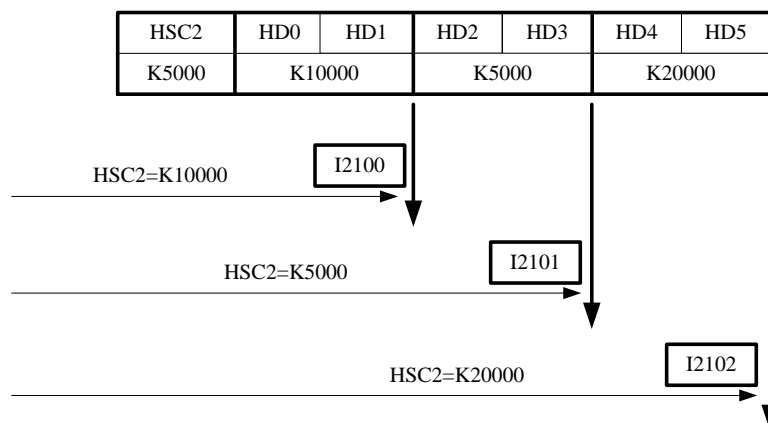 HSC2 HD0 HD1 HD2 HD3 HD4 HD5
K5000 K10000 K5000 K20000
I2100
HSC2=K10000
I2101
HSC2=K5000
I2102
HSC2=K20000